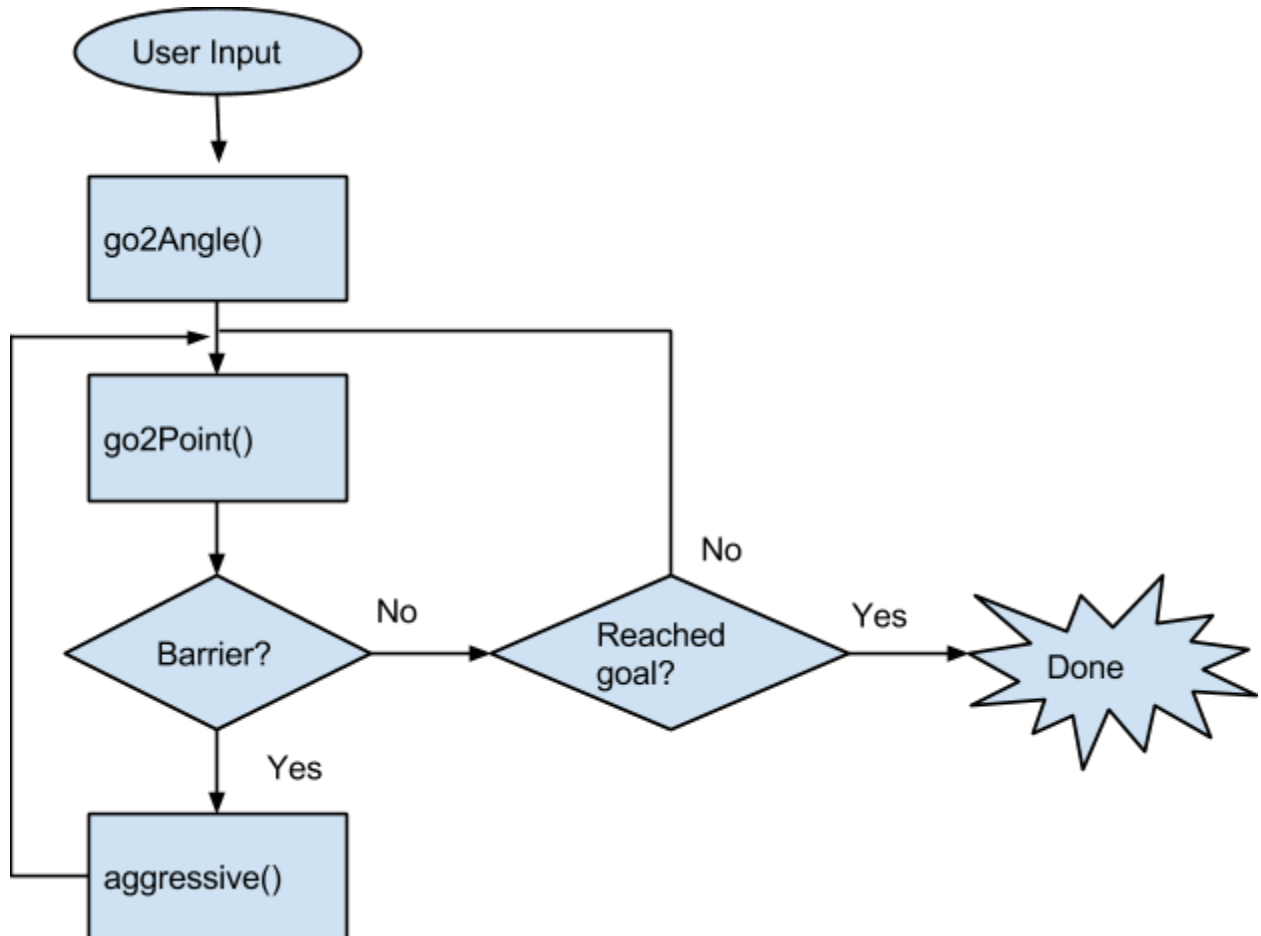 User Input
go2Angle()
go2Point()
No
No
Yes
Barrier?
Reached
goal?
Done
Yes
aggressive()